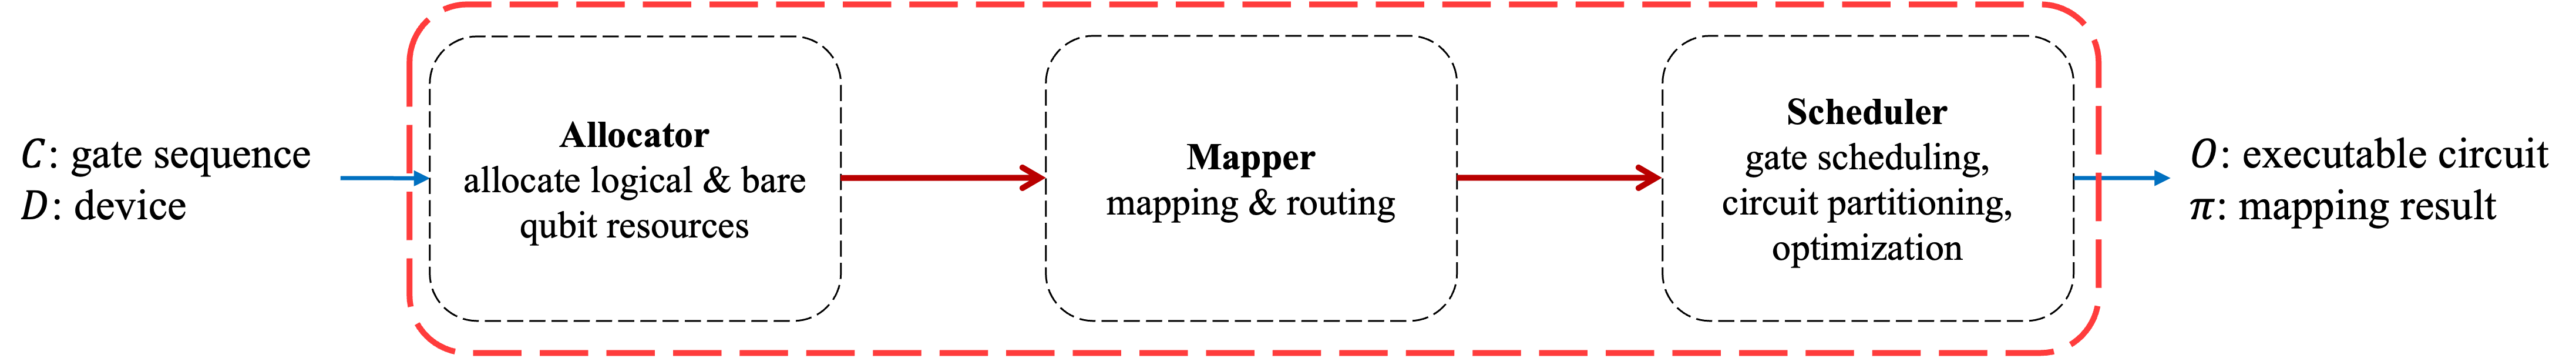 C: gate sequence
D: device
Allocator
allocate logical & bare
qubit resources
Mapper
mapping & routing
Scheduler
gate scheduling,
circuit partitioning,
optimization
O: executable circuit
π: mapping result